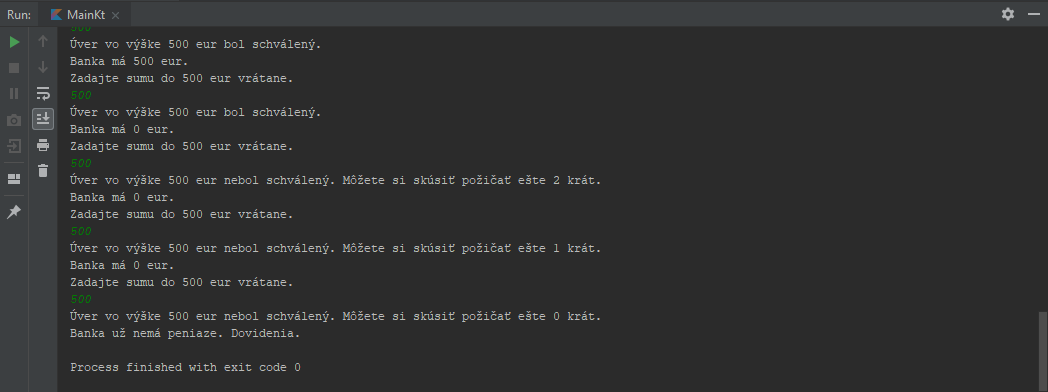 Run: MainKt
500
Úver vo výške 500 eur bol schválený.
Banka má 500 eur.
Zadajte sumu do 500 eur vrátane.
500
Úver vo výške 500 eur bol schválený.
Banka má 0 eur.
Zadajte sumu do 500 eur vrátane.
500
Úver vo výške 500 eur nebol schválený. Môžete si skúsiť požičať ešte 2 krát.
Banka má 0 eur.
Zadajte sumu do 500 eur vrátane.
500
Úver vo výške 500 eur nebol schválený. Môžete si skúsiť požičať ešte 1 krát.
Banka má 0 eur.
Zadajte sumu do 500 eur vrátane.
500
Úver vo výške 500 eur nebol schválený. Môžete si skúsiť požičať ešte 0 krát.
Banka už nemá peniaze. Dovidenia.
Process finished with exit code 0